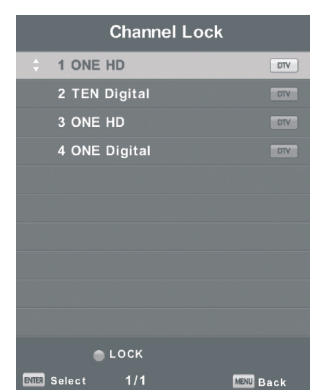 Channel Lock
1 ONE HD DTV
2 TEN Digital DTV
3 ONE HD DTV
4 ONE Digital DTV
LOCK
ENTER Select 1/1 MENU Back